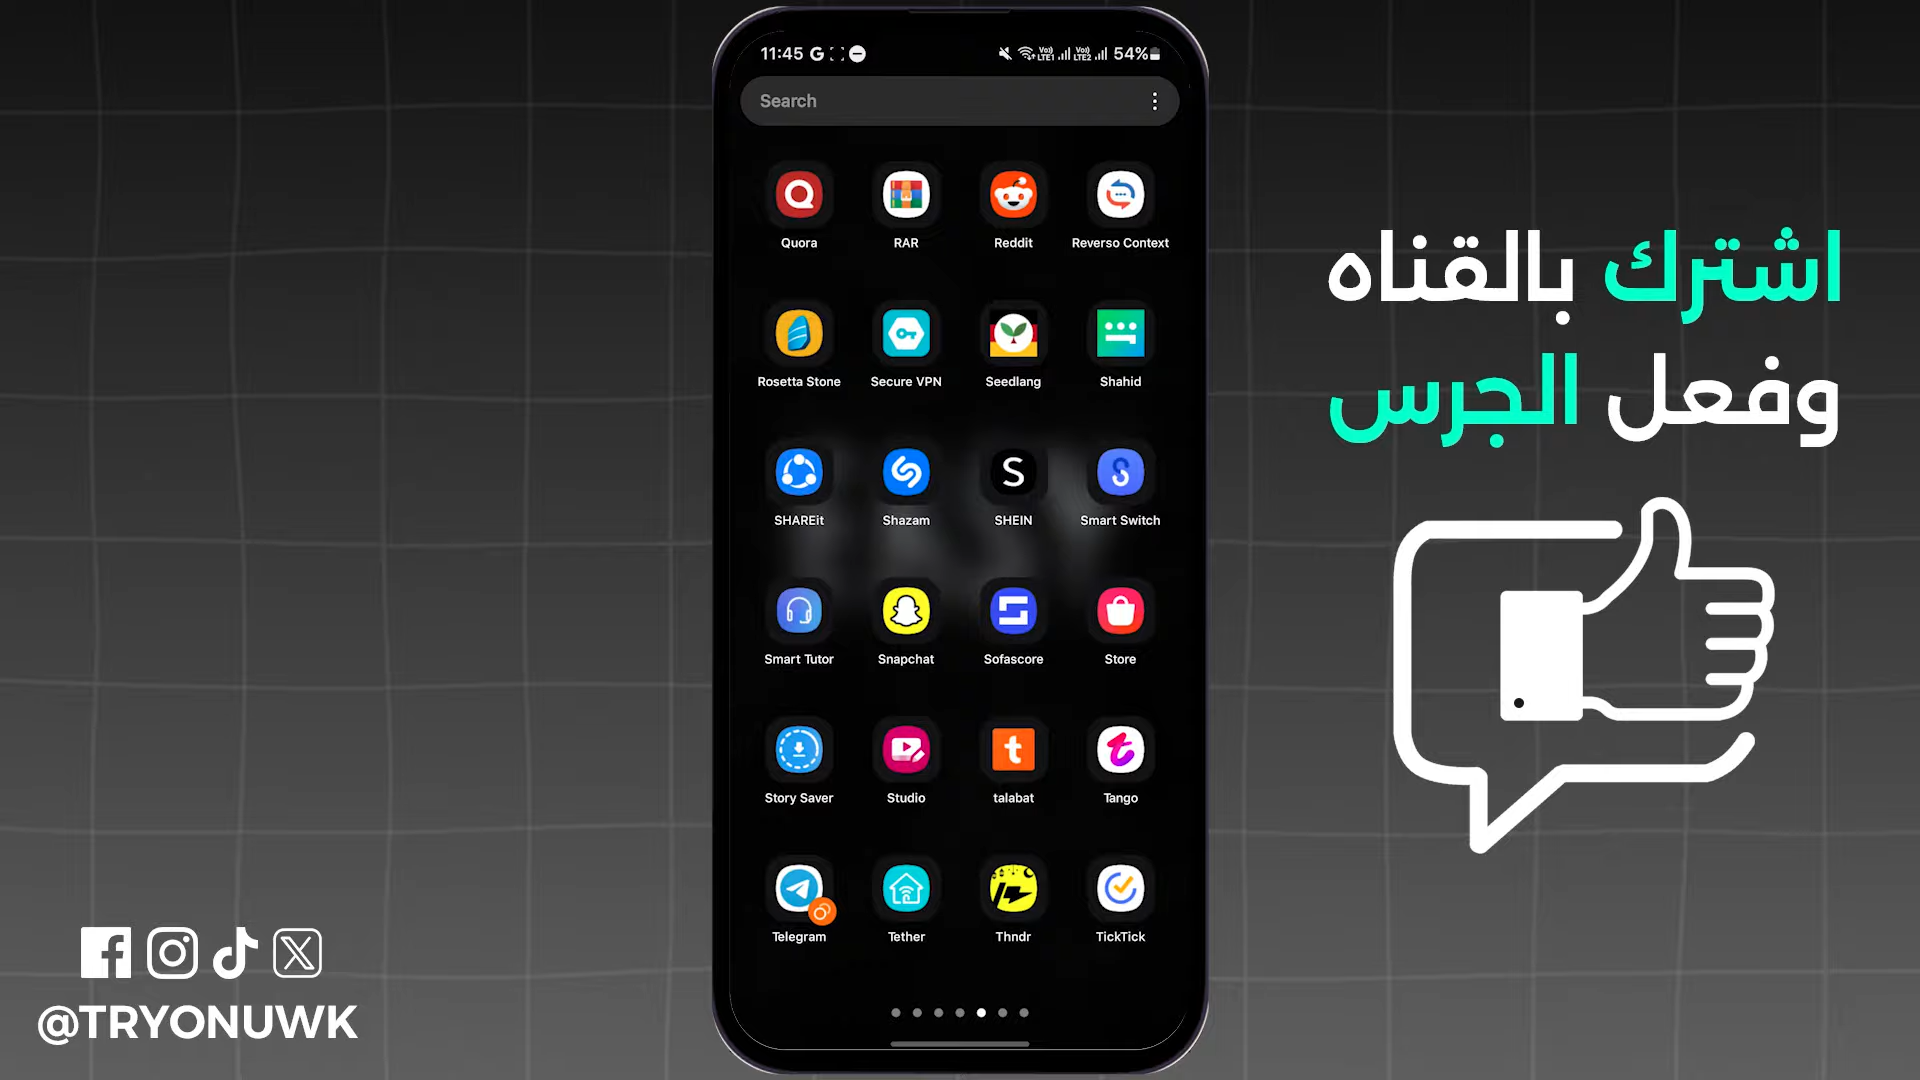 11:45
54%
Search
Quora
RAR
Reddit
Reverso Context
Rosetta Stone
Secure VPN
Seedlang
Shahid
SHAREit
Shazam
SHEIN
Smart Switch
Smart Tutor
Snapchat
Sofascore
Store
Story Saver
Studio
talabat
Tango
Telegram
Tether
Thndr
TickTick
اشترك بالقناه
وفعل الجرس
@TRYONUWK